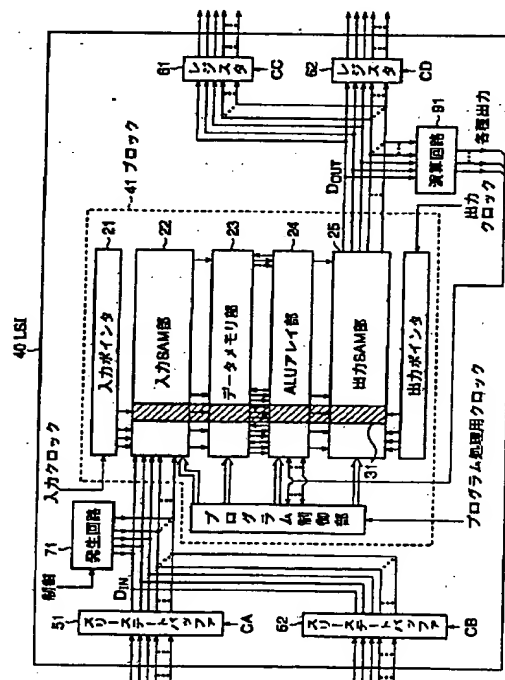 40 LSI
制御
71
発生回路
入力クロック
41 ブロック
入力ポインタ
21
入力SAM部
22
データメモリ部
23
ALUアレイ部
24
出力SAM部
25
出力ポインタ
31
プログラム制御部
プログラム処理用クロック
51
スリーステートバッファ
CA
DIN
62
スリーステートバッファ
CB
61
レジスタ
CC
62
レジスタ
CD
DOUT
演算回路
91
各種出力
出力クロック